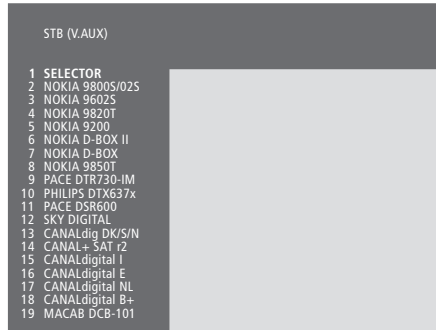 STB (V.AUX)
1 SELECTOR
2 NOKIA 9800S/02S
3 NOKIA 9602S
4 NOKIA 9820T
5 NOKIA 9200
6 NOKIA D-BOX II
7 NOKIA D-BOX
8 NOKIA 9850T
9 PACE DTR730-IM
10 PHILIPS DTX637x
11 PACE DSR600
12 SKY DIGITAL
13 CANALdig DK/S/N
14 CANAL+ SAT r2
15 CANALdigital I
16 CANALdigital E
17 CANALdigital NL
18 CANALdigital B+
19 MACAB DCB-101